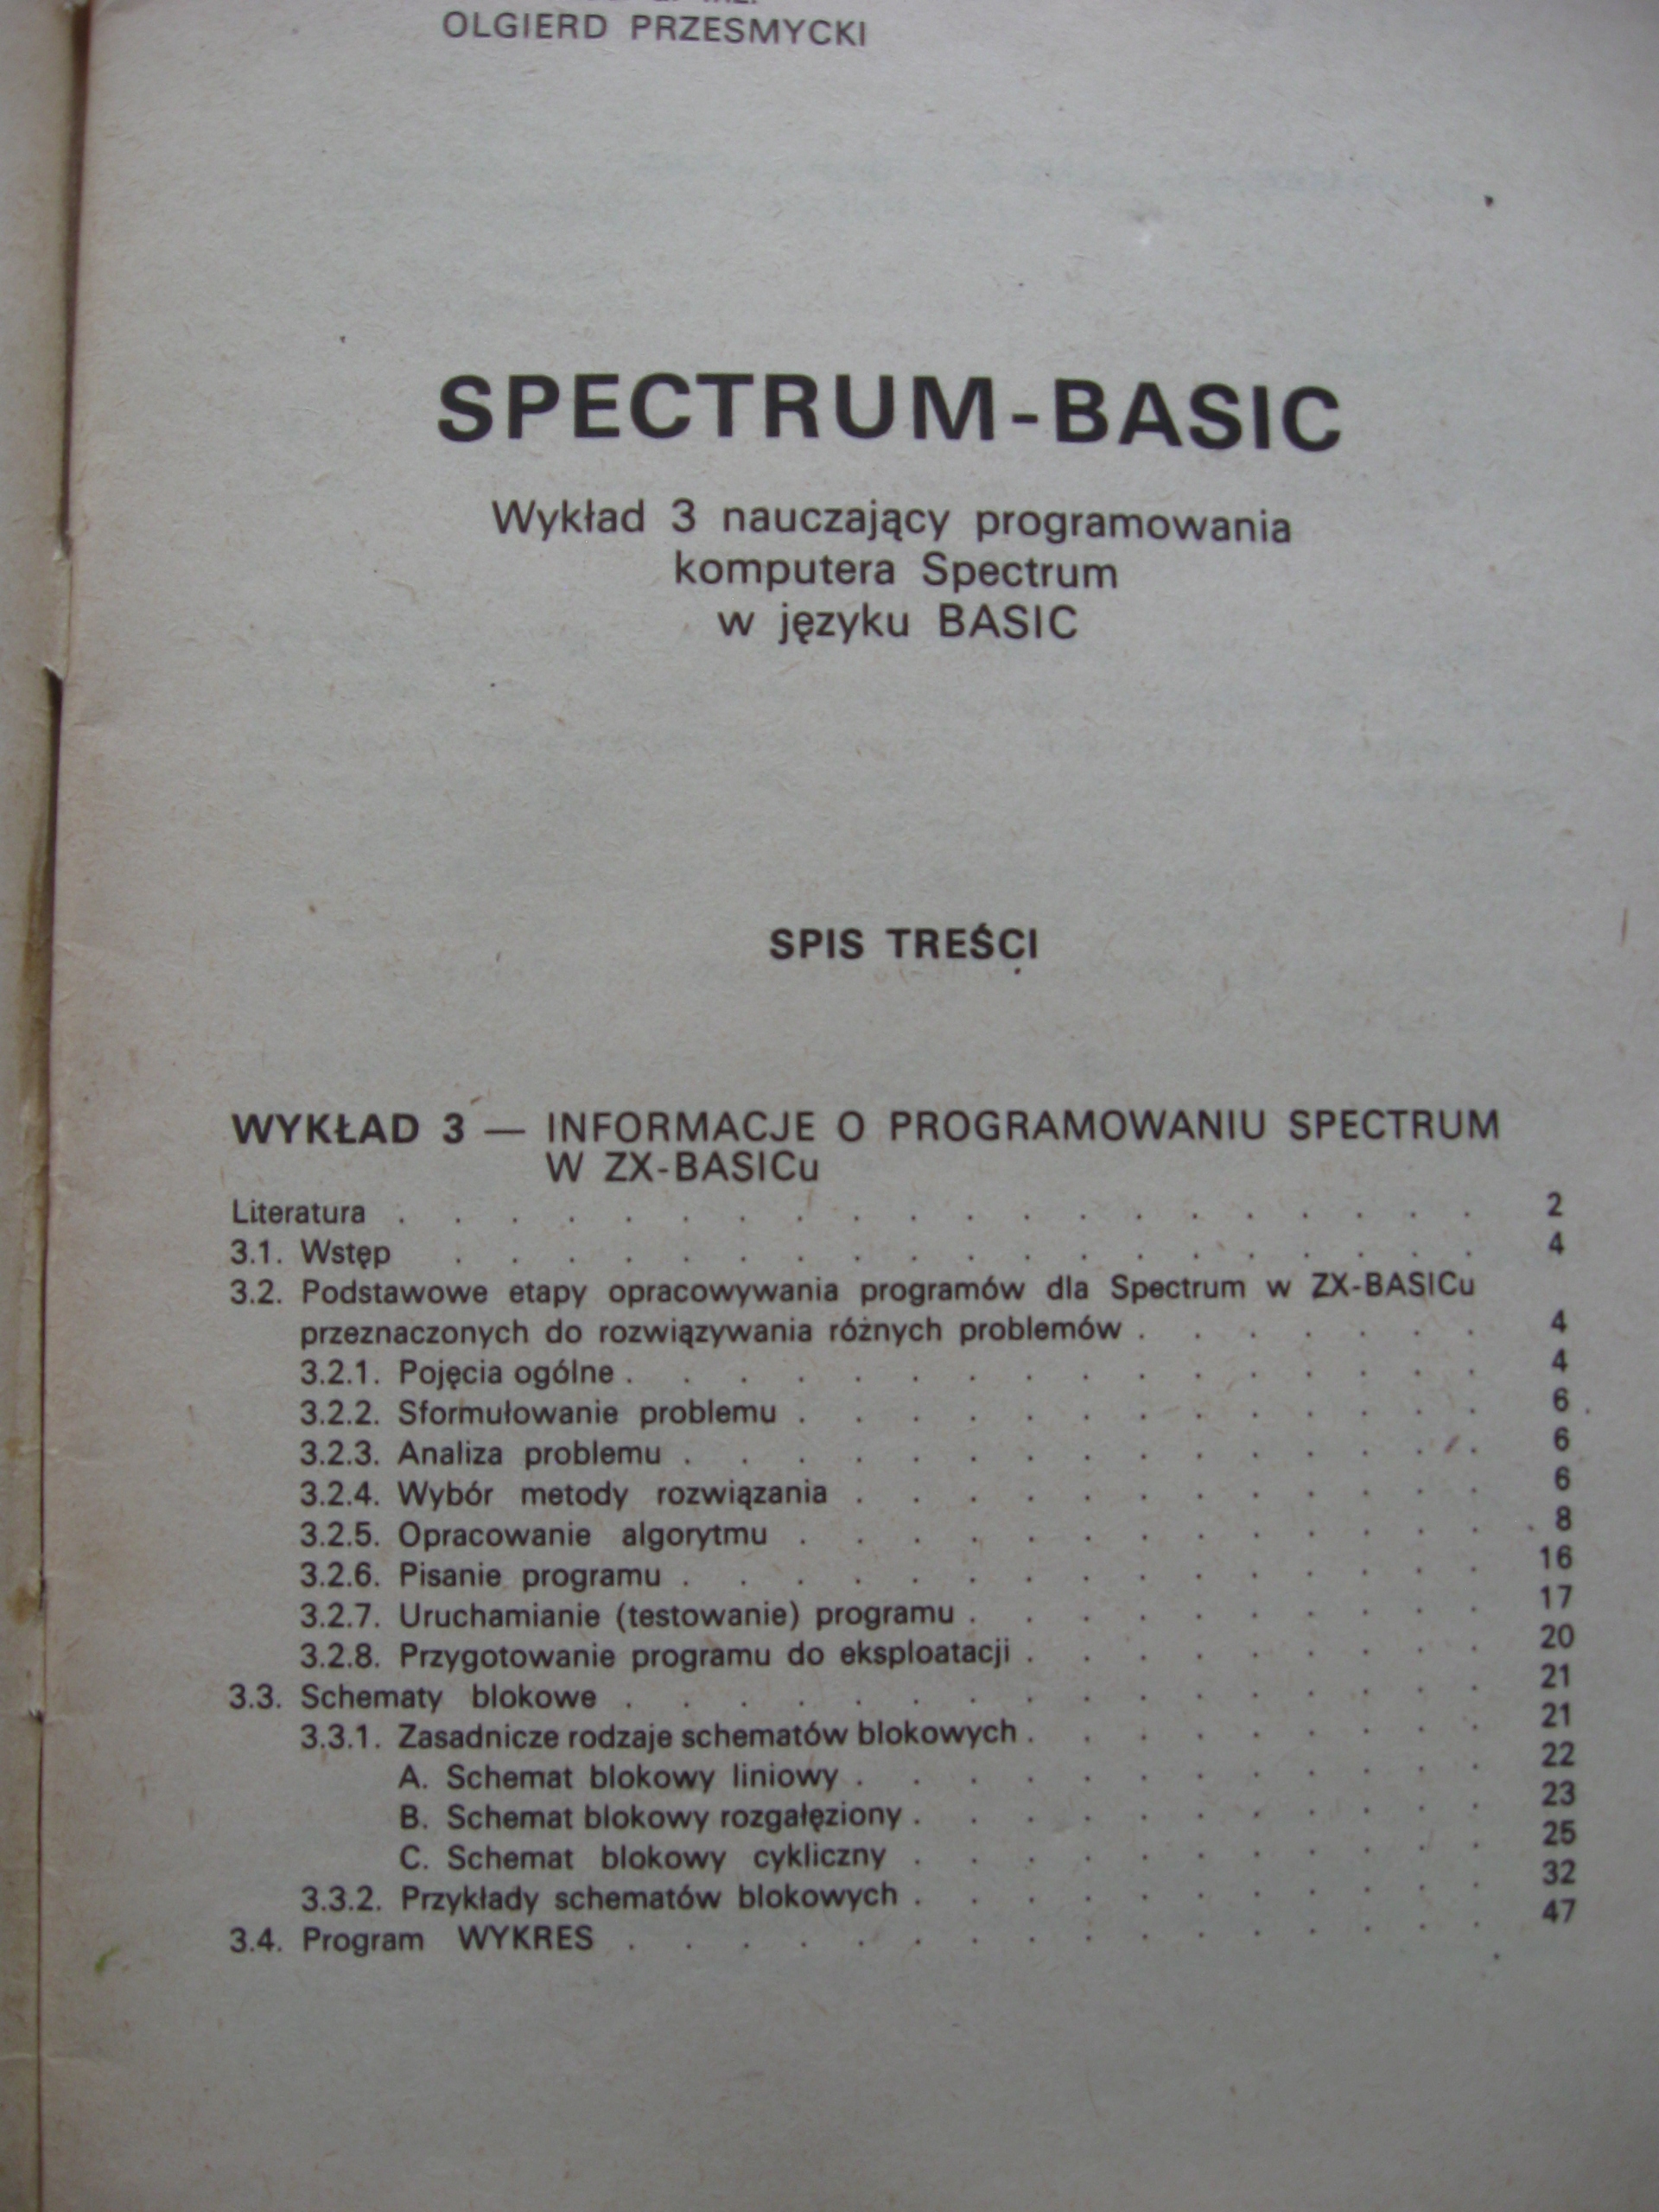 OLGIERD PRZESMYCKI
SPECTRUM-BASIC
Wykład 3 nauczający programowania
komputera Spectrum
w języku BASIC
SPIS TREŚCI
WYKŁAD 3 — INFORMACJE O PROGRAMOWANIU SPECTRUM
W ZX-BASICu
Literatura . . . . . . . . . . . . . . . . . . . . 2
3.1. Wstęp . . . . . . . . . . . . . . . . . . . 4
3.2. Podstawowe etapy opracowywania programów dla Spectrum w ZX-BASICu
przeznaczonych do rozwiązywania różnych problemów . . . . . . . 4
3.2.1. Pojęcia ogólne . . . . . . . . . . . . . . . . 4
3.2.2. Sformułowanie problemu . . . . . . . . . . . . . 6
3.2.3. Analiza problemu . . . . . . . . . . . . . . . 6
3.2.4. Wybór metody rozwiązania . . . . . . . . . . . . 6
3.2.5. Opracowanie algorytmu . . . . . . . . . . . . . 8
3.2.6. Pisanie programu . . . . . . . . . . . . . . . 16
3.2.7. Uruchamianie (testowanie) programu . . . . . . . . . . 17
3.2.8. Przygotowanie programu do eksploatacji . . . . . . . . . 20
3.3. Schematy blokowe . . . . . . . . . . . . . . . . 21
3.3.1. Zasadnicze rodzaje schematów blokowych . . . . . . . . . 21
A. Schemat blokowy liniowy . . . . . . . . . . . . 22
B. Schemat blokowy rozgałęziony . . . . . . . . . . . 23
C. Schemat blokowy cykliczny . . . . . . . . . . . 25
3.3.2. Przykłady schematów blokowych . . . . . . . . . . . 32
3.4. Program WYKRES . . . . . . . . . . . . . . . . 47